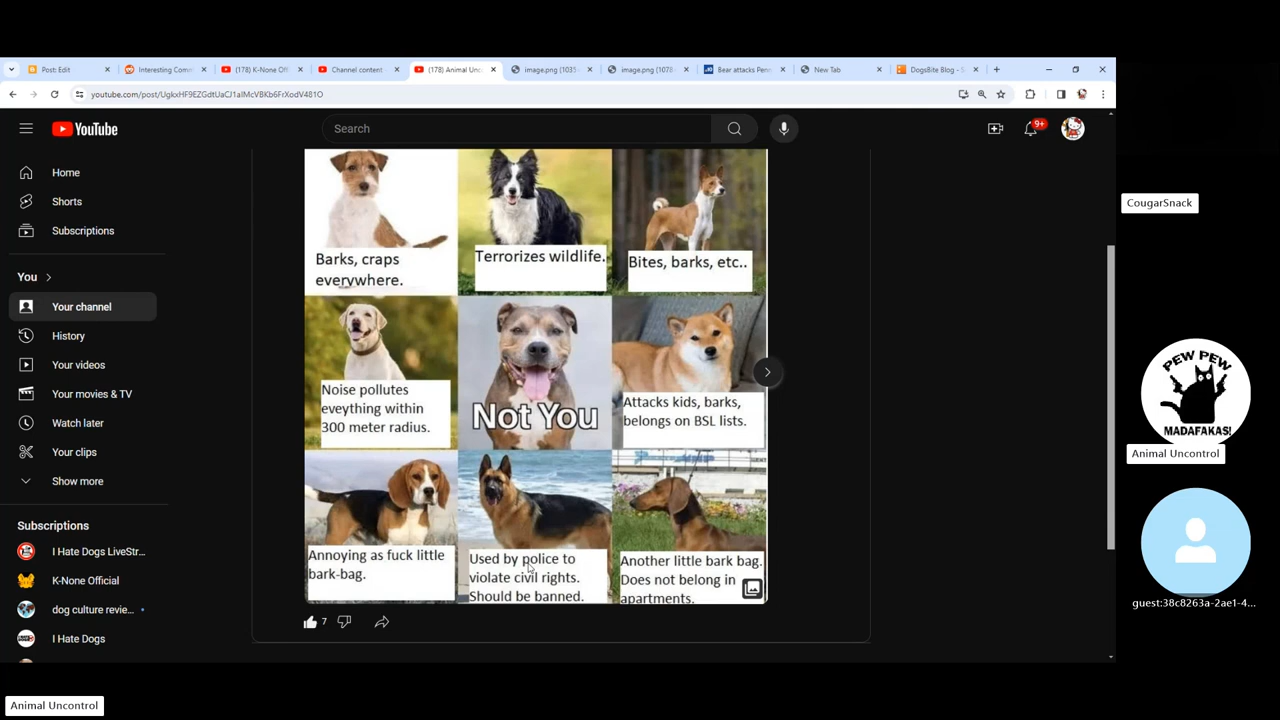 Post: Edit
Interesting Com
(178) K-None Off
Channel content
(178) Animal Unc
image.png (1035
image.png (1078
Bear attacks Penn
New Tab
DogsBite Blog - S
youtube.com/post/UgkxHF9EZGdtUaCJ1aIMcVBKb6FrXodV481O
YouTube
Search
9+
Home
Shorts
Subscriptions
You
Your channel
History
Your videos
Your movies & TV
Watch later
Your clips
Show more
Subscriptions
I Hate Dogs LiveStr...
K-None Official
dog culture revie...
I Hate Dogs
Barks, craps
everywhere.
Terrorizes wildlife.
Bites, barks, etc..
Noise pollutes
eveything within
300 meter radius.
Not You
Attacks kids, barks,
belongs on BSL lists.
Annoying as fuck little
bark-bag.
Used by police to
violate civil rights.
Should be banned.
Another little bark bag.
Does not belong in
apartments.
7
CougarSnack
PEW PEW
MADAFAKAS!
Animal Uncontrol
guest:38c8263a-2ae1-4...
Animal Uncontrol